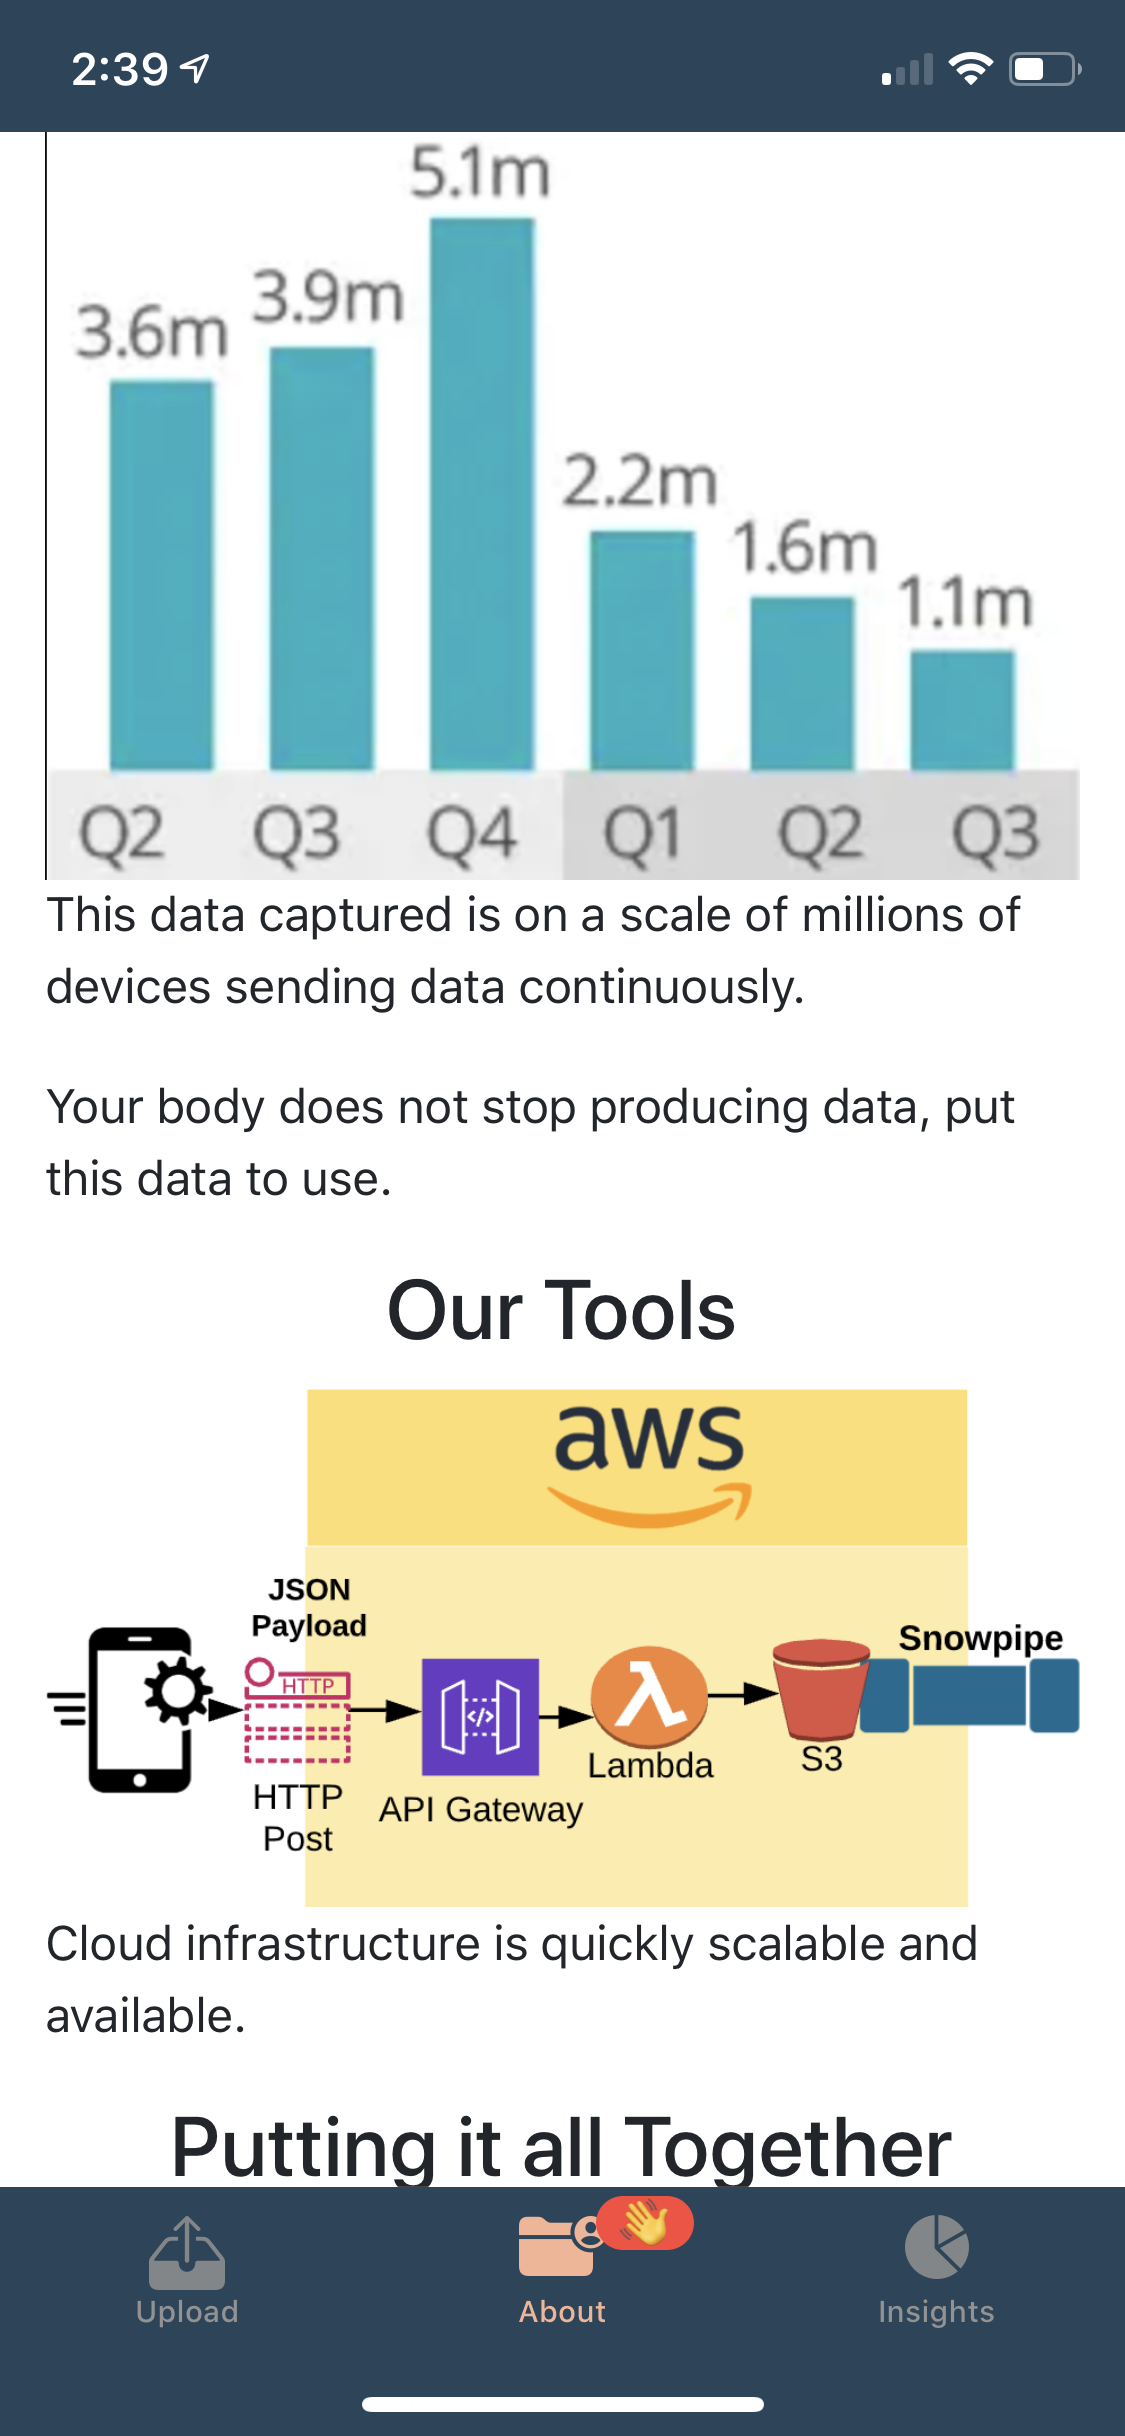 2:39
5.1m
3.9m
3.6m
2.2m
1.6m
1.1m
Q2 Q3 Q4 Q1 Q2 Q3
This data captured is on a scale of millions of
devices sending data continuously.
Your body does not stop producing data, put
this data to use.
Our Tools
aws
JSON
Payload
Snowpipe
HTTP
</>
Lambda
S3
HTTP
Post
API Gateway
Cloud infrastructure is quickly scalable and
available.
Putting it all Together
Upload
About
Insights